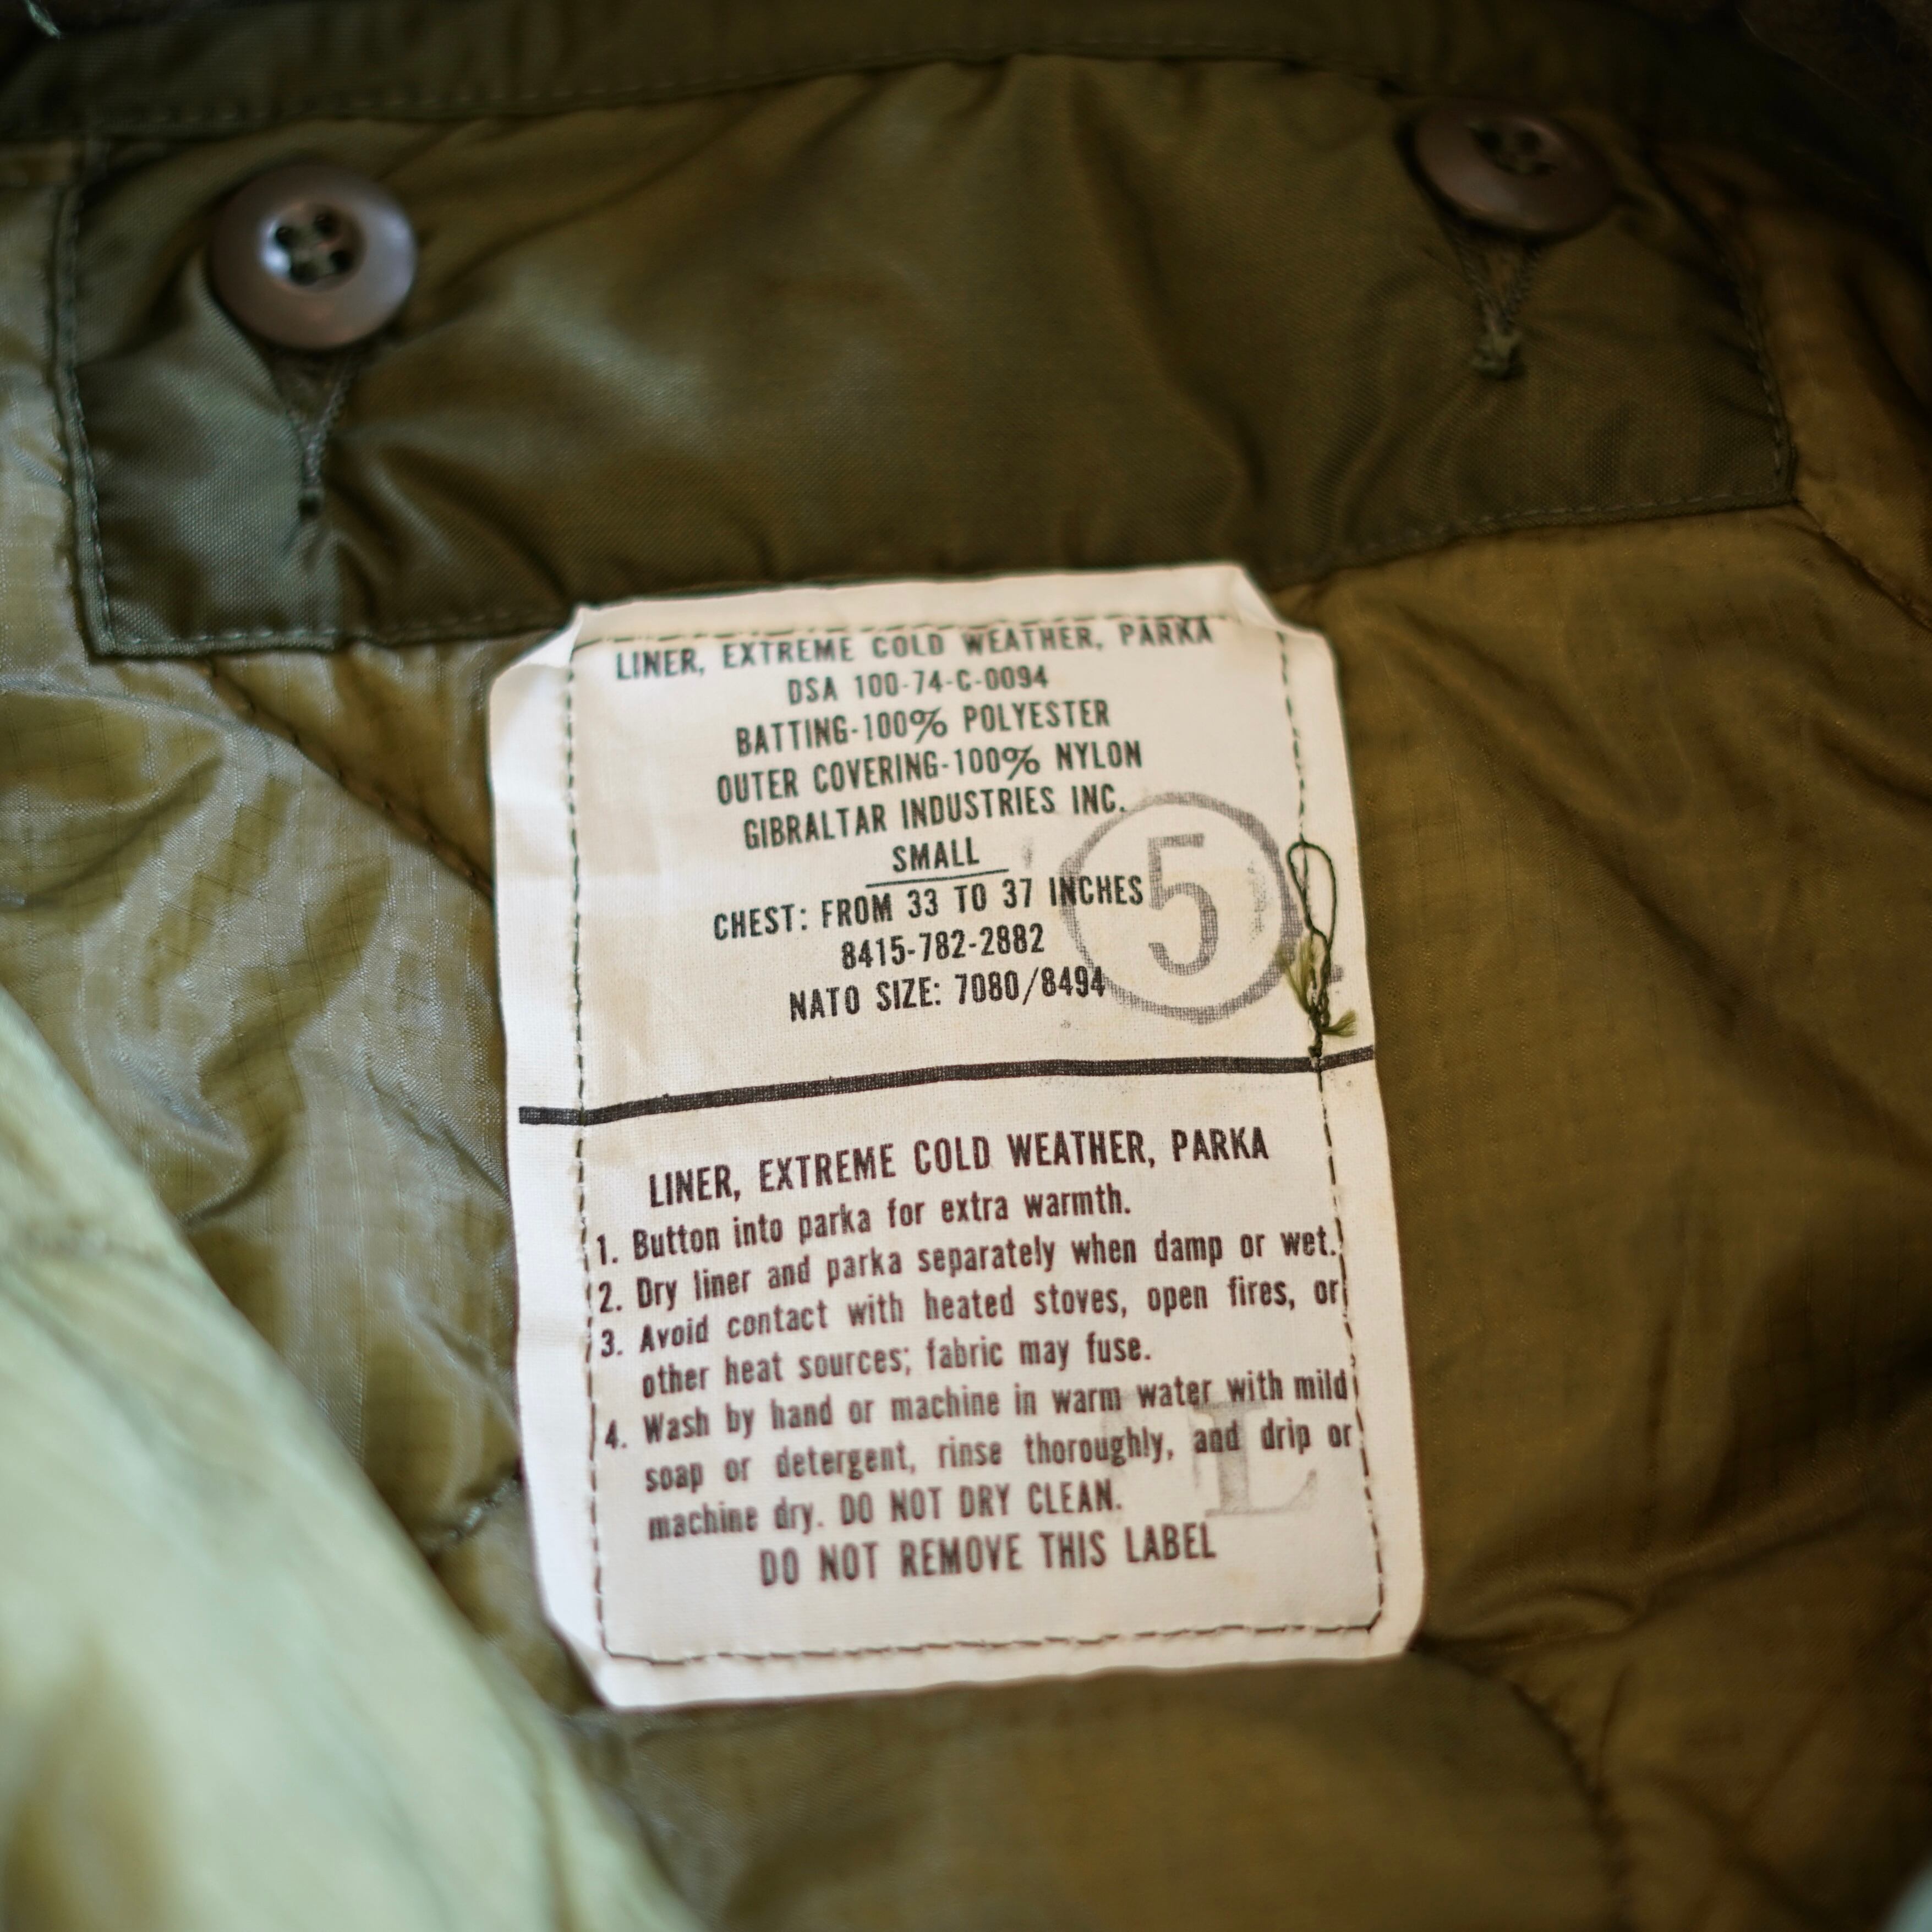 LINER, EXTREME COLD WEATHER, PARKA
DSA 100-74-C-0094
BATTING-100% POLYESTER
OUTER COVERING-100% NYLON
GIBRALTAR INDUSTRIES INC.
SMALL
CHEST: FROM 33 TO 37 INCHES
8415-782-2882
NATO SIZE: 7080/8494
5
LINER, EXTREME COLD WEATHER, PARKA
1. Button into parka for extra warmth.
2. Dry liner and parka separately when damp or wet.
3. Avoid contact with heated stoves, open fires, or
other heat sources; fabric may fuse.
4. Wash by hand or machine in warm water with mild
soap or detergent, rinse thoroughly, and drip or
machine dry. DO NOT DRY CLEAN.
L
DO NOT REMOVE THIS LABEL